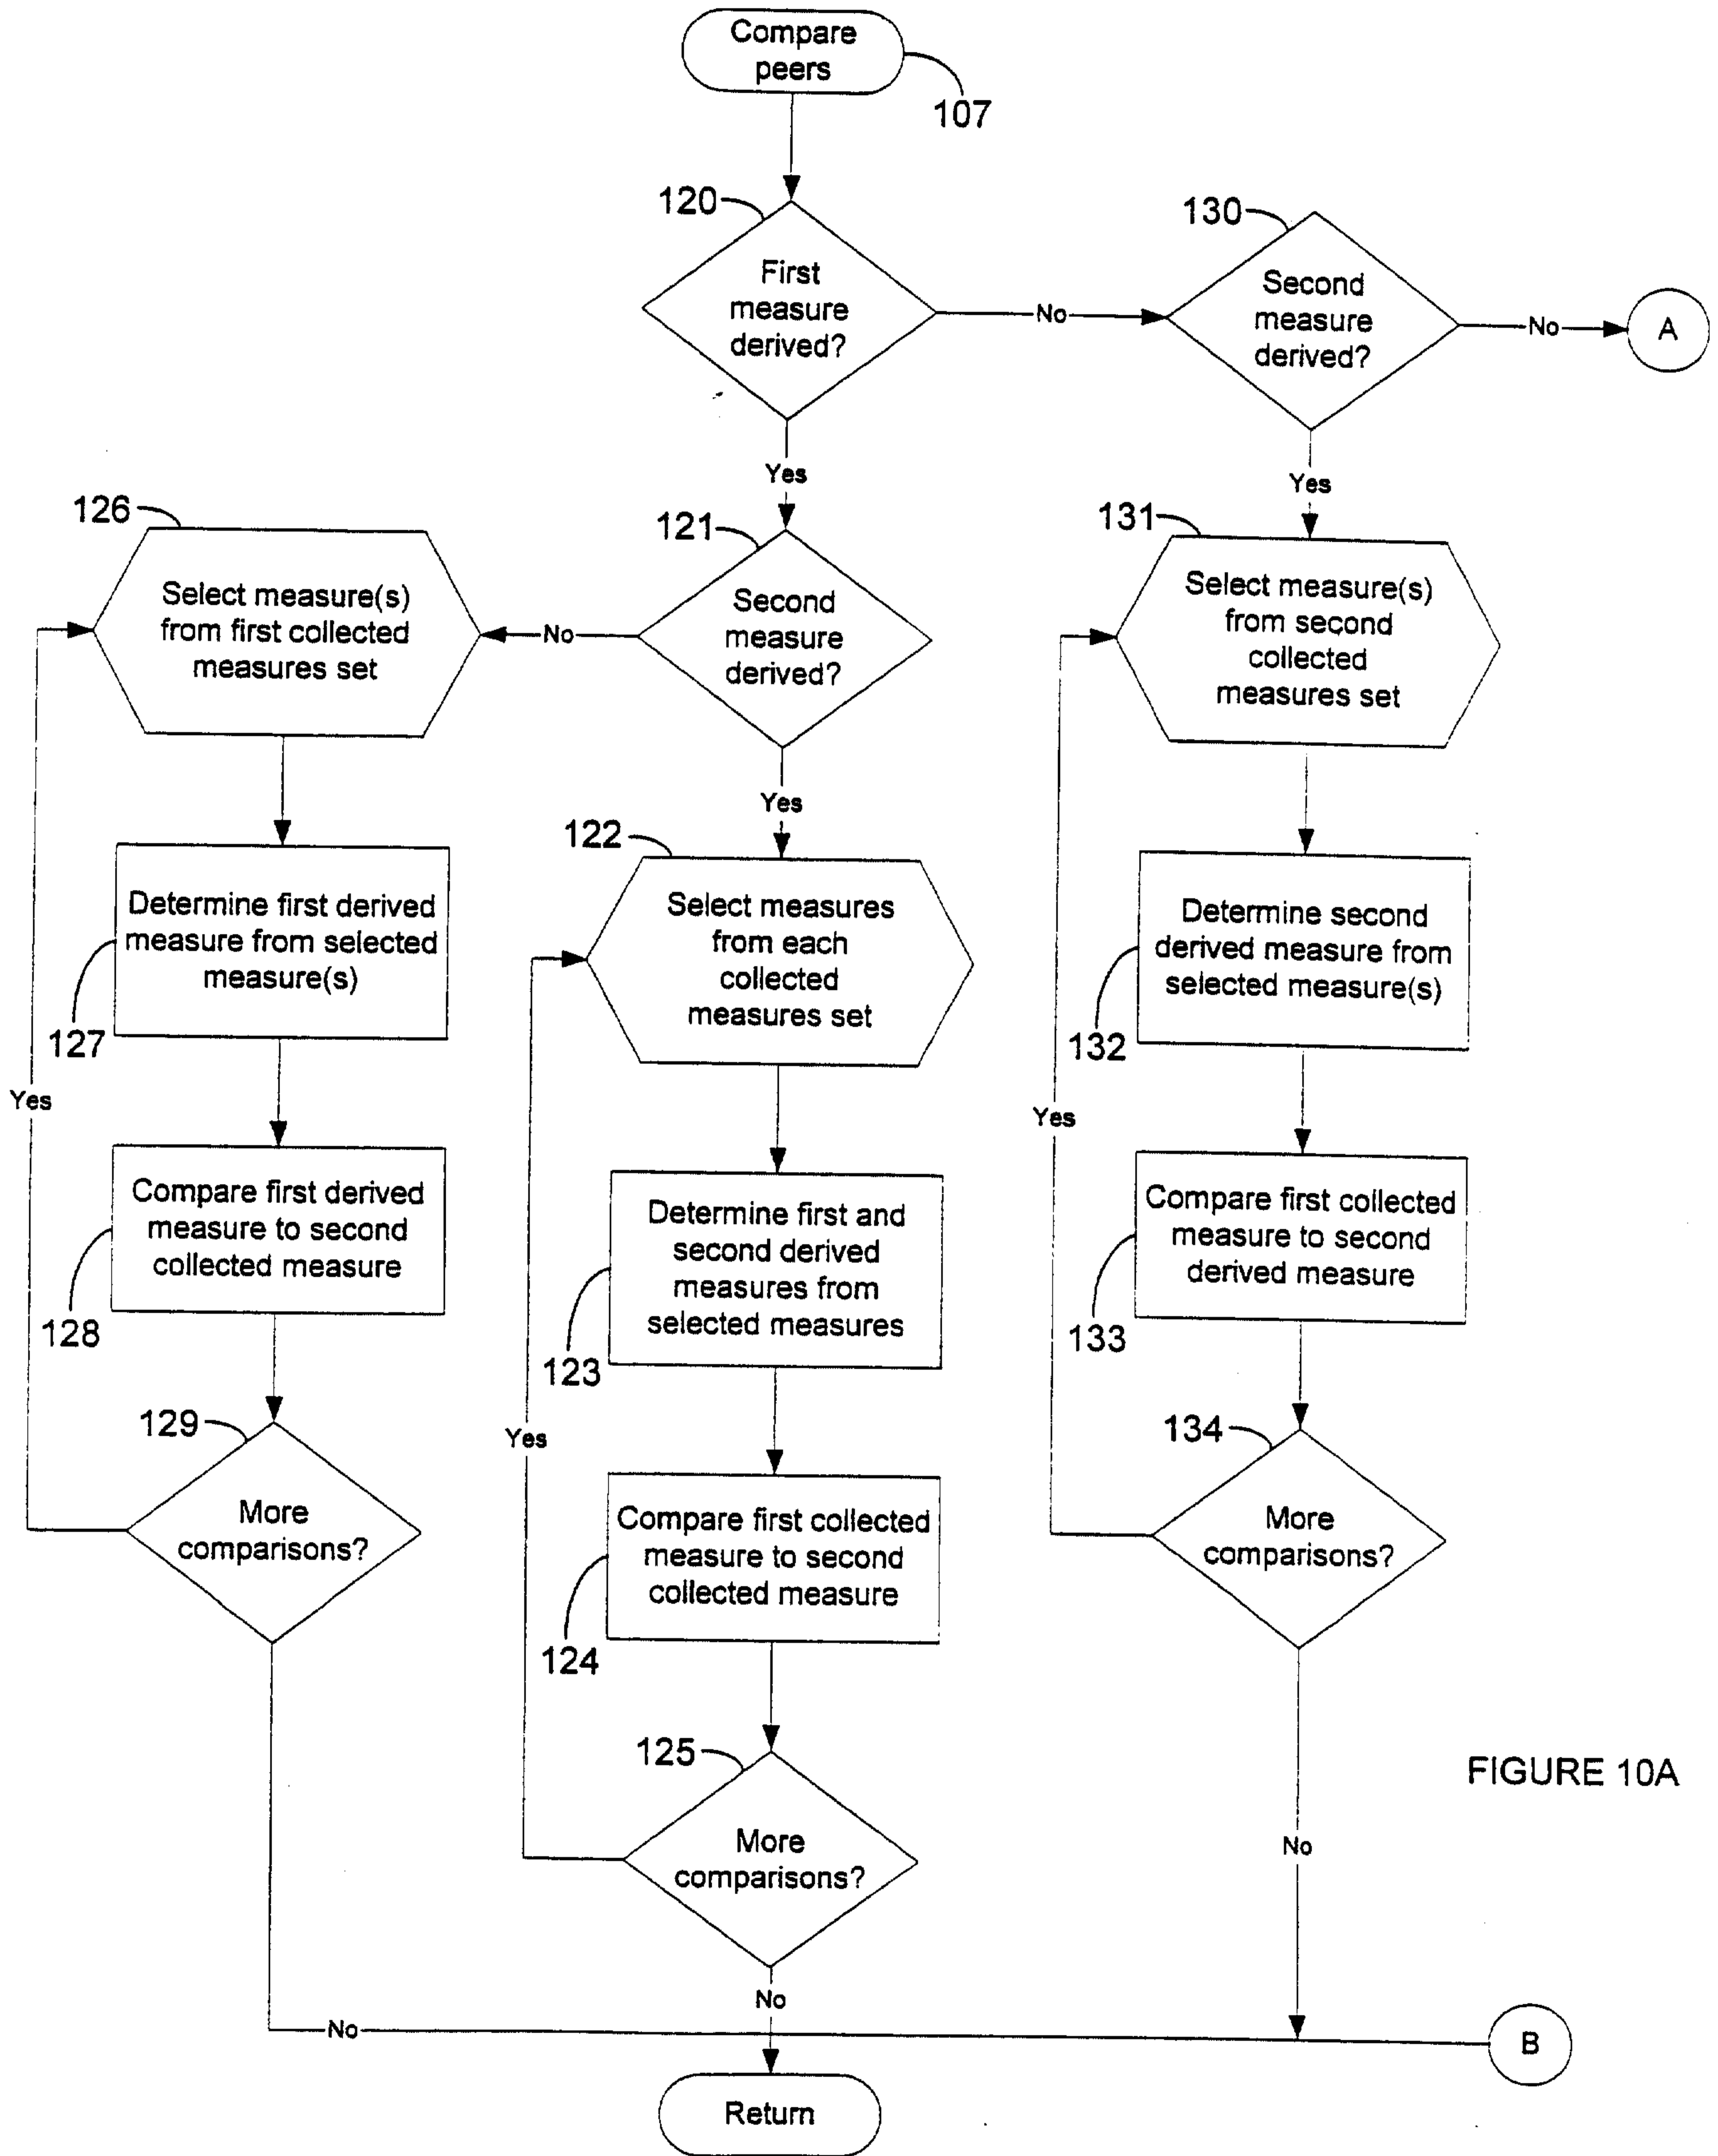 Compare
peers
107
120
First
measure
derived?
No
130
Second
measure
derived?
No
A
Yes
Yes
126
Select measure(s)
from first collected
measures set
No
121
Second
measure
derived?
131
Select measure(s)
from second
collected
measures set
Yes
127
Determine first derived
measure from selected
measure(s)
122
Select measures
from each
collected
measures set
132
Determine second
derived measure from
selected measure(s)
Yes
128
Compare first derived
measure to second
collected measure
123
Determine first and
second derived
measures from
selected measures
Yes
133
Compare first collected
measure to second
derived measure
129
More
comparisons?
Yes
124
Compare first collected
measure to second
collected measure
134
More
comparisons?
125
More
comparisons?
FIGURE 10A
No
No
No
B
Return